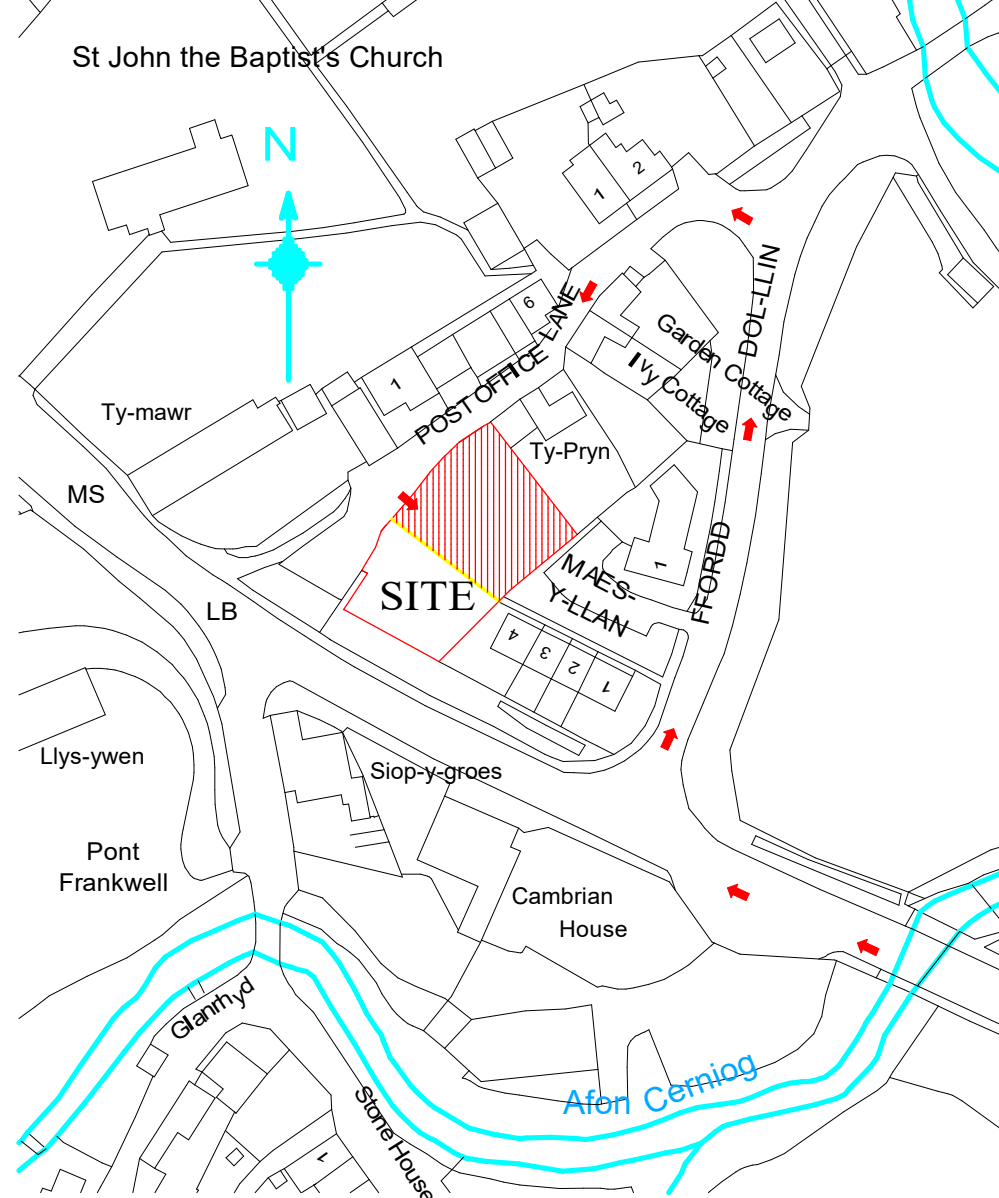 St John the Baptist's Church
N
1
2
6
1
POST OFFICE LANE
DOL-LLIN
FFORDD
Garden Cottage
Ivy Cottage
Ty-mawr
Ty-Pryn
MS
LB
SITE
MAES-
Y-LLAN
1
4
3
2
1
Llys-ywen
Siop-y-groes
Pont
Frankwell
Cambrian
House
Glanrhyd
Afon Cerniog
Stone House
1